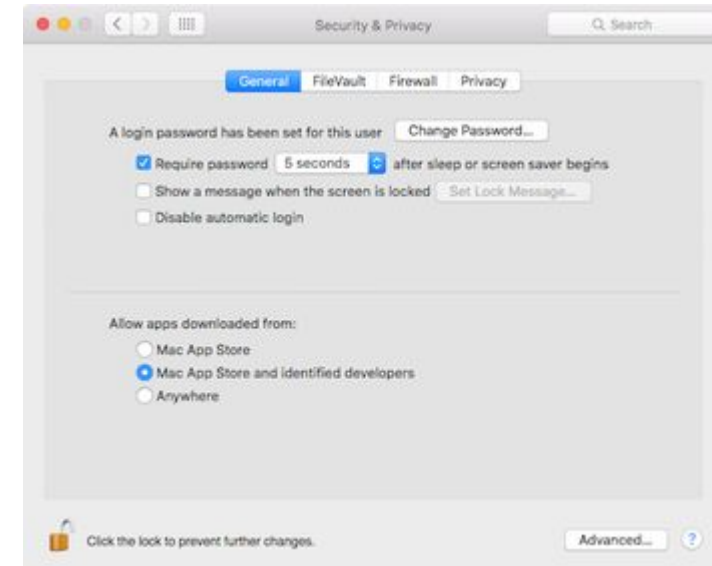 Security & Privacy Search
General FileVault Firewall Privacy
A login password has been set for this user Change Password...
Require password 5 seconds after sleep or screen saver begins
Show a message when the screen is locked Set Lock Message...
Disable automatic login
Allow apps downloaded from:
Mac App Store
Mac App Store and identified developers
Anywhere
Click the lock to prevent further changes. Advanced... ?